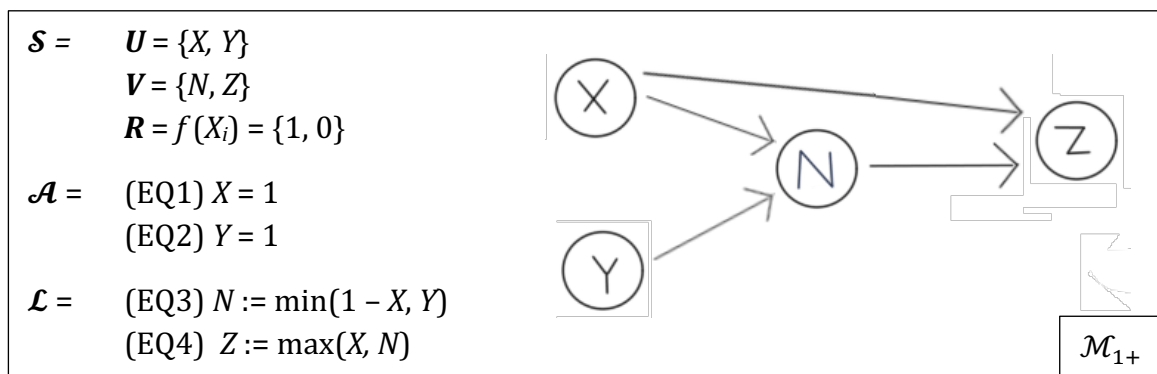 𝓢 = U = {X, Y}
V = {N, Z}
R = f (Xᵢ) = {1, 0}
𝓐 = (EQ1) X = 1
(EQ2) Y = 1
𝓛 = (EQ3) N := min(1 – X, Y)
(EQ4) Z := max(X, N)
X
Z
N
Y
ℳ₁₊